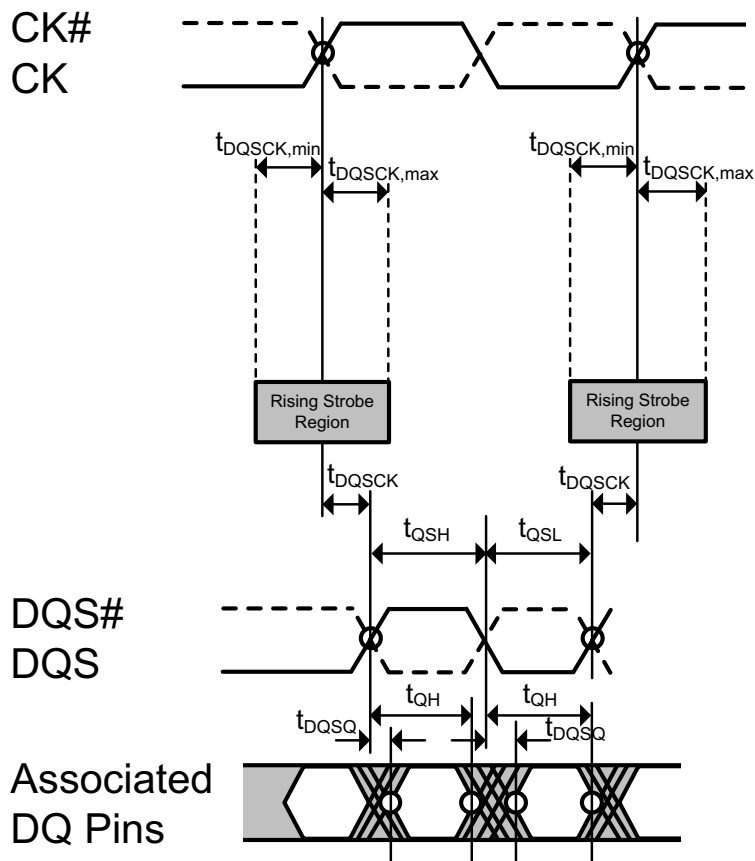 CK#
CK
tDQSCK,min
tDQSCK,max
tDQSCK,min
tDQSCK,max
Rising Strobe
Region
Rising Strobe
Region
tDQSCK
tDQSCK
tQSH
tQSL
DQS#
DQS
tQH
tQH
tDQSQ
tDQSQ
Associated
DQ Pins